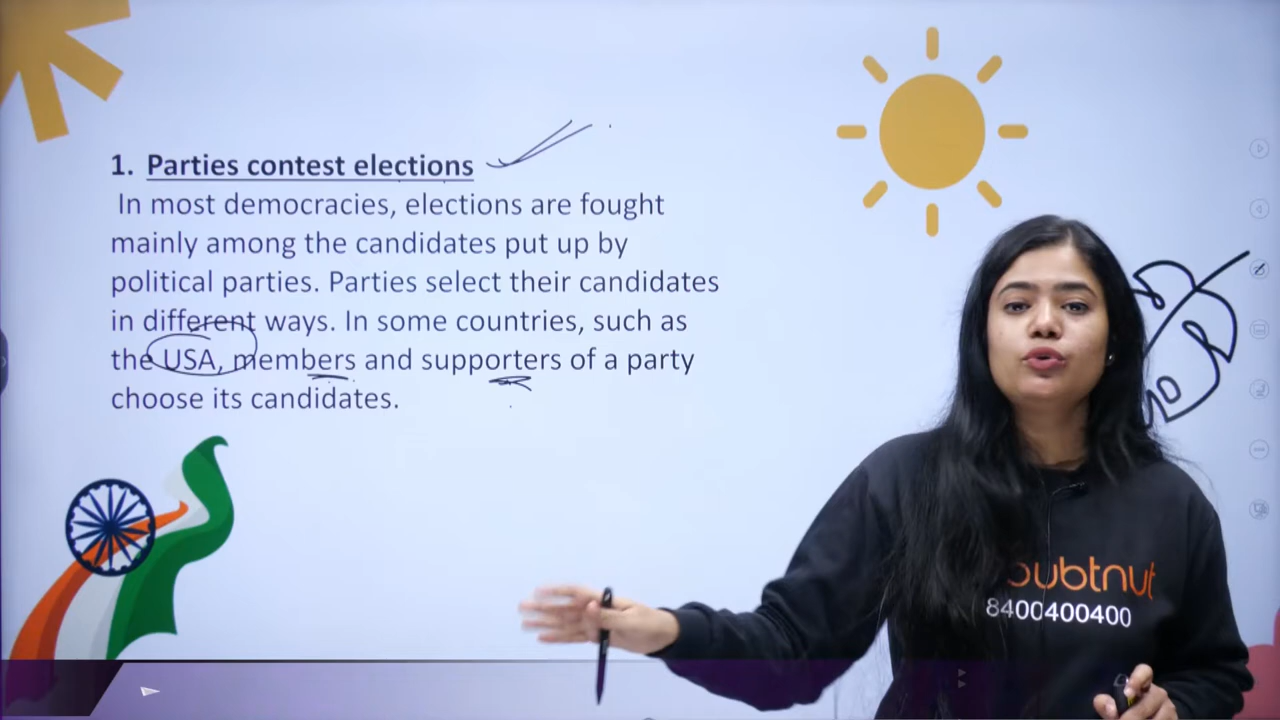 1. Parties contest elections
In most democracies, elections are fought
mainly among the candidates put up by
political parties. Parties select their candidates
in different ways. In some countries, such as
the USA, members and supporters of a party
choose its candidates.
oubtnut
8400400400